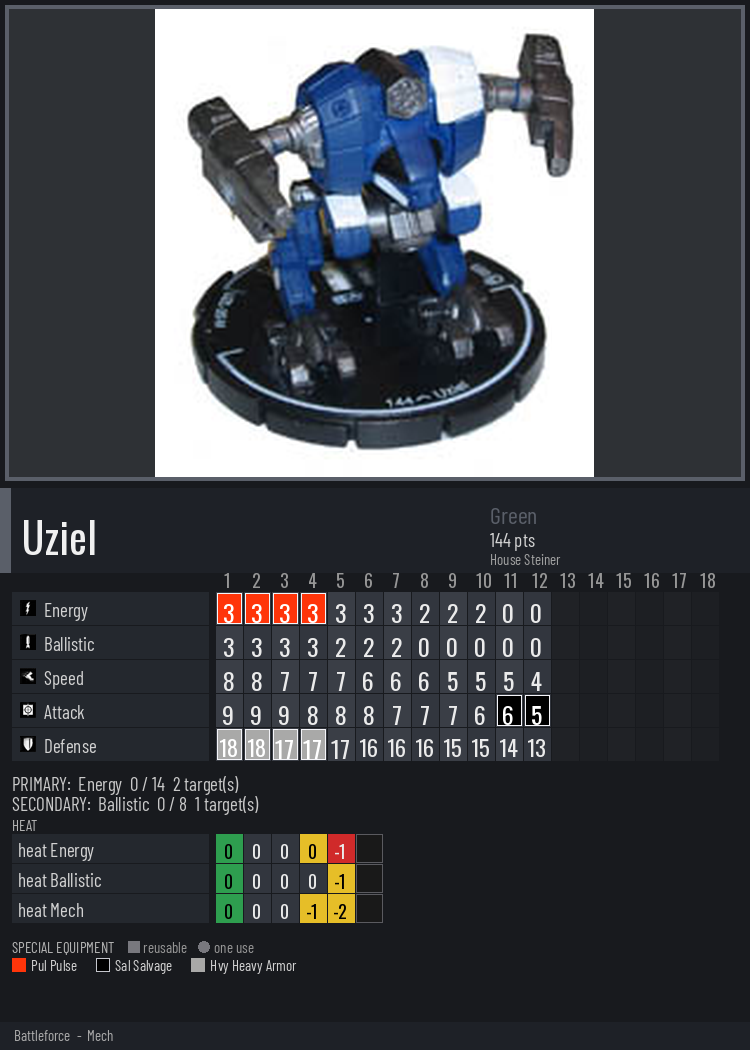 144 Uziel
Uziel
Green
144 pts
House Steiner
1 2 3 4 5 6 7 8 9 10 11 12 13 14 15 16 17 18
Energy 3 3 3 3 3 3 3 2 2 2 0 0
Ballistic 3 3 3 3 2 2 2 0 0 0 0 0
Speed 8 8 7 7 7 6 6 6 5 5 5 4
Attack 9 9 9 8 8 8 7 7 7 6 6 5
Defense 18 18 17 17 17 16 16 16 15 15 14 13
PRIMARY: Energy 0 / 14 2 target(s)
SECONDARY: Ballistic 0 / 8 1 target(s)
HEAT
heat Energy 0 0 0 0 -1
heat Ballistic 0 0 0 0 -1
heat Mech 0 0 0 -1 -2
SPECIAL EQUIPMENT reusable one use
Pul Pulse Sal Salvage Hvy Heavy Armor
Battleforce - Mech